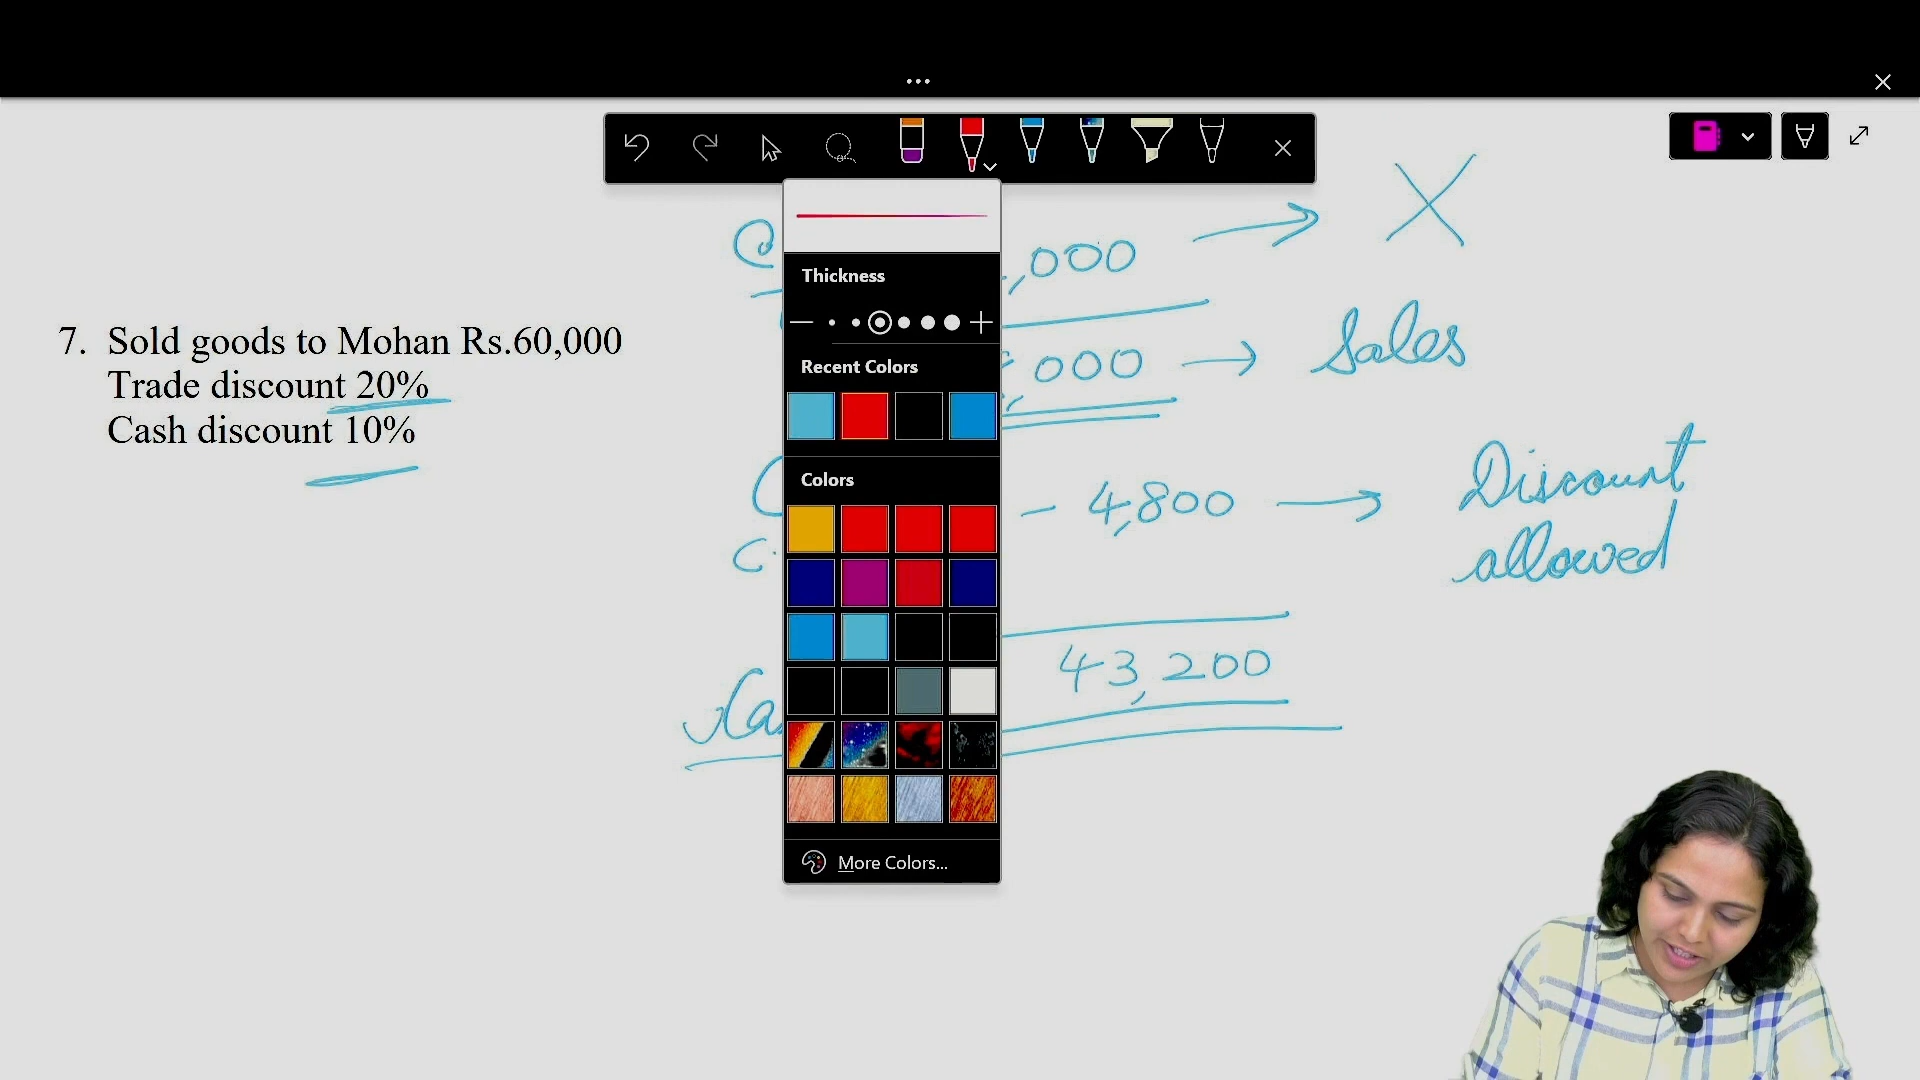 7. Sold goods to Mohan Rs.60,000
Trade discount 20%
Cash discount 10%
Thickness
Recent Colors
Colors
More Colors...
,000
,000 → Sales
- 4,800 → Discount
allowed
43,200